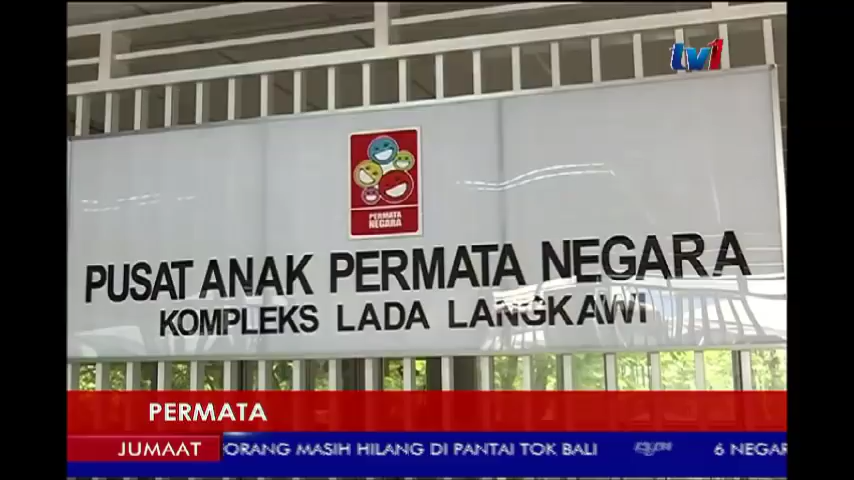 tv1
PERMATA
NEGARA
PUSAT ANAK PERMATA NEGARA
KOMPLEKS LADA LANGKAWI
PERMATA
JUMAAT ORANG MASIH HILANG DI PANTAI TOK BALI 6 NEGAR